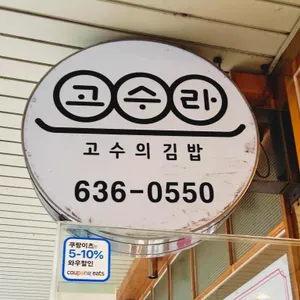 고수라
고수의김밥
636-0550
쿠팡이츠
5-10%
와우할인
coupang eats